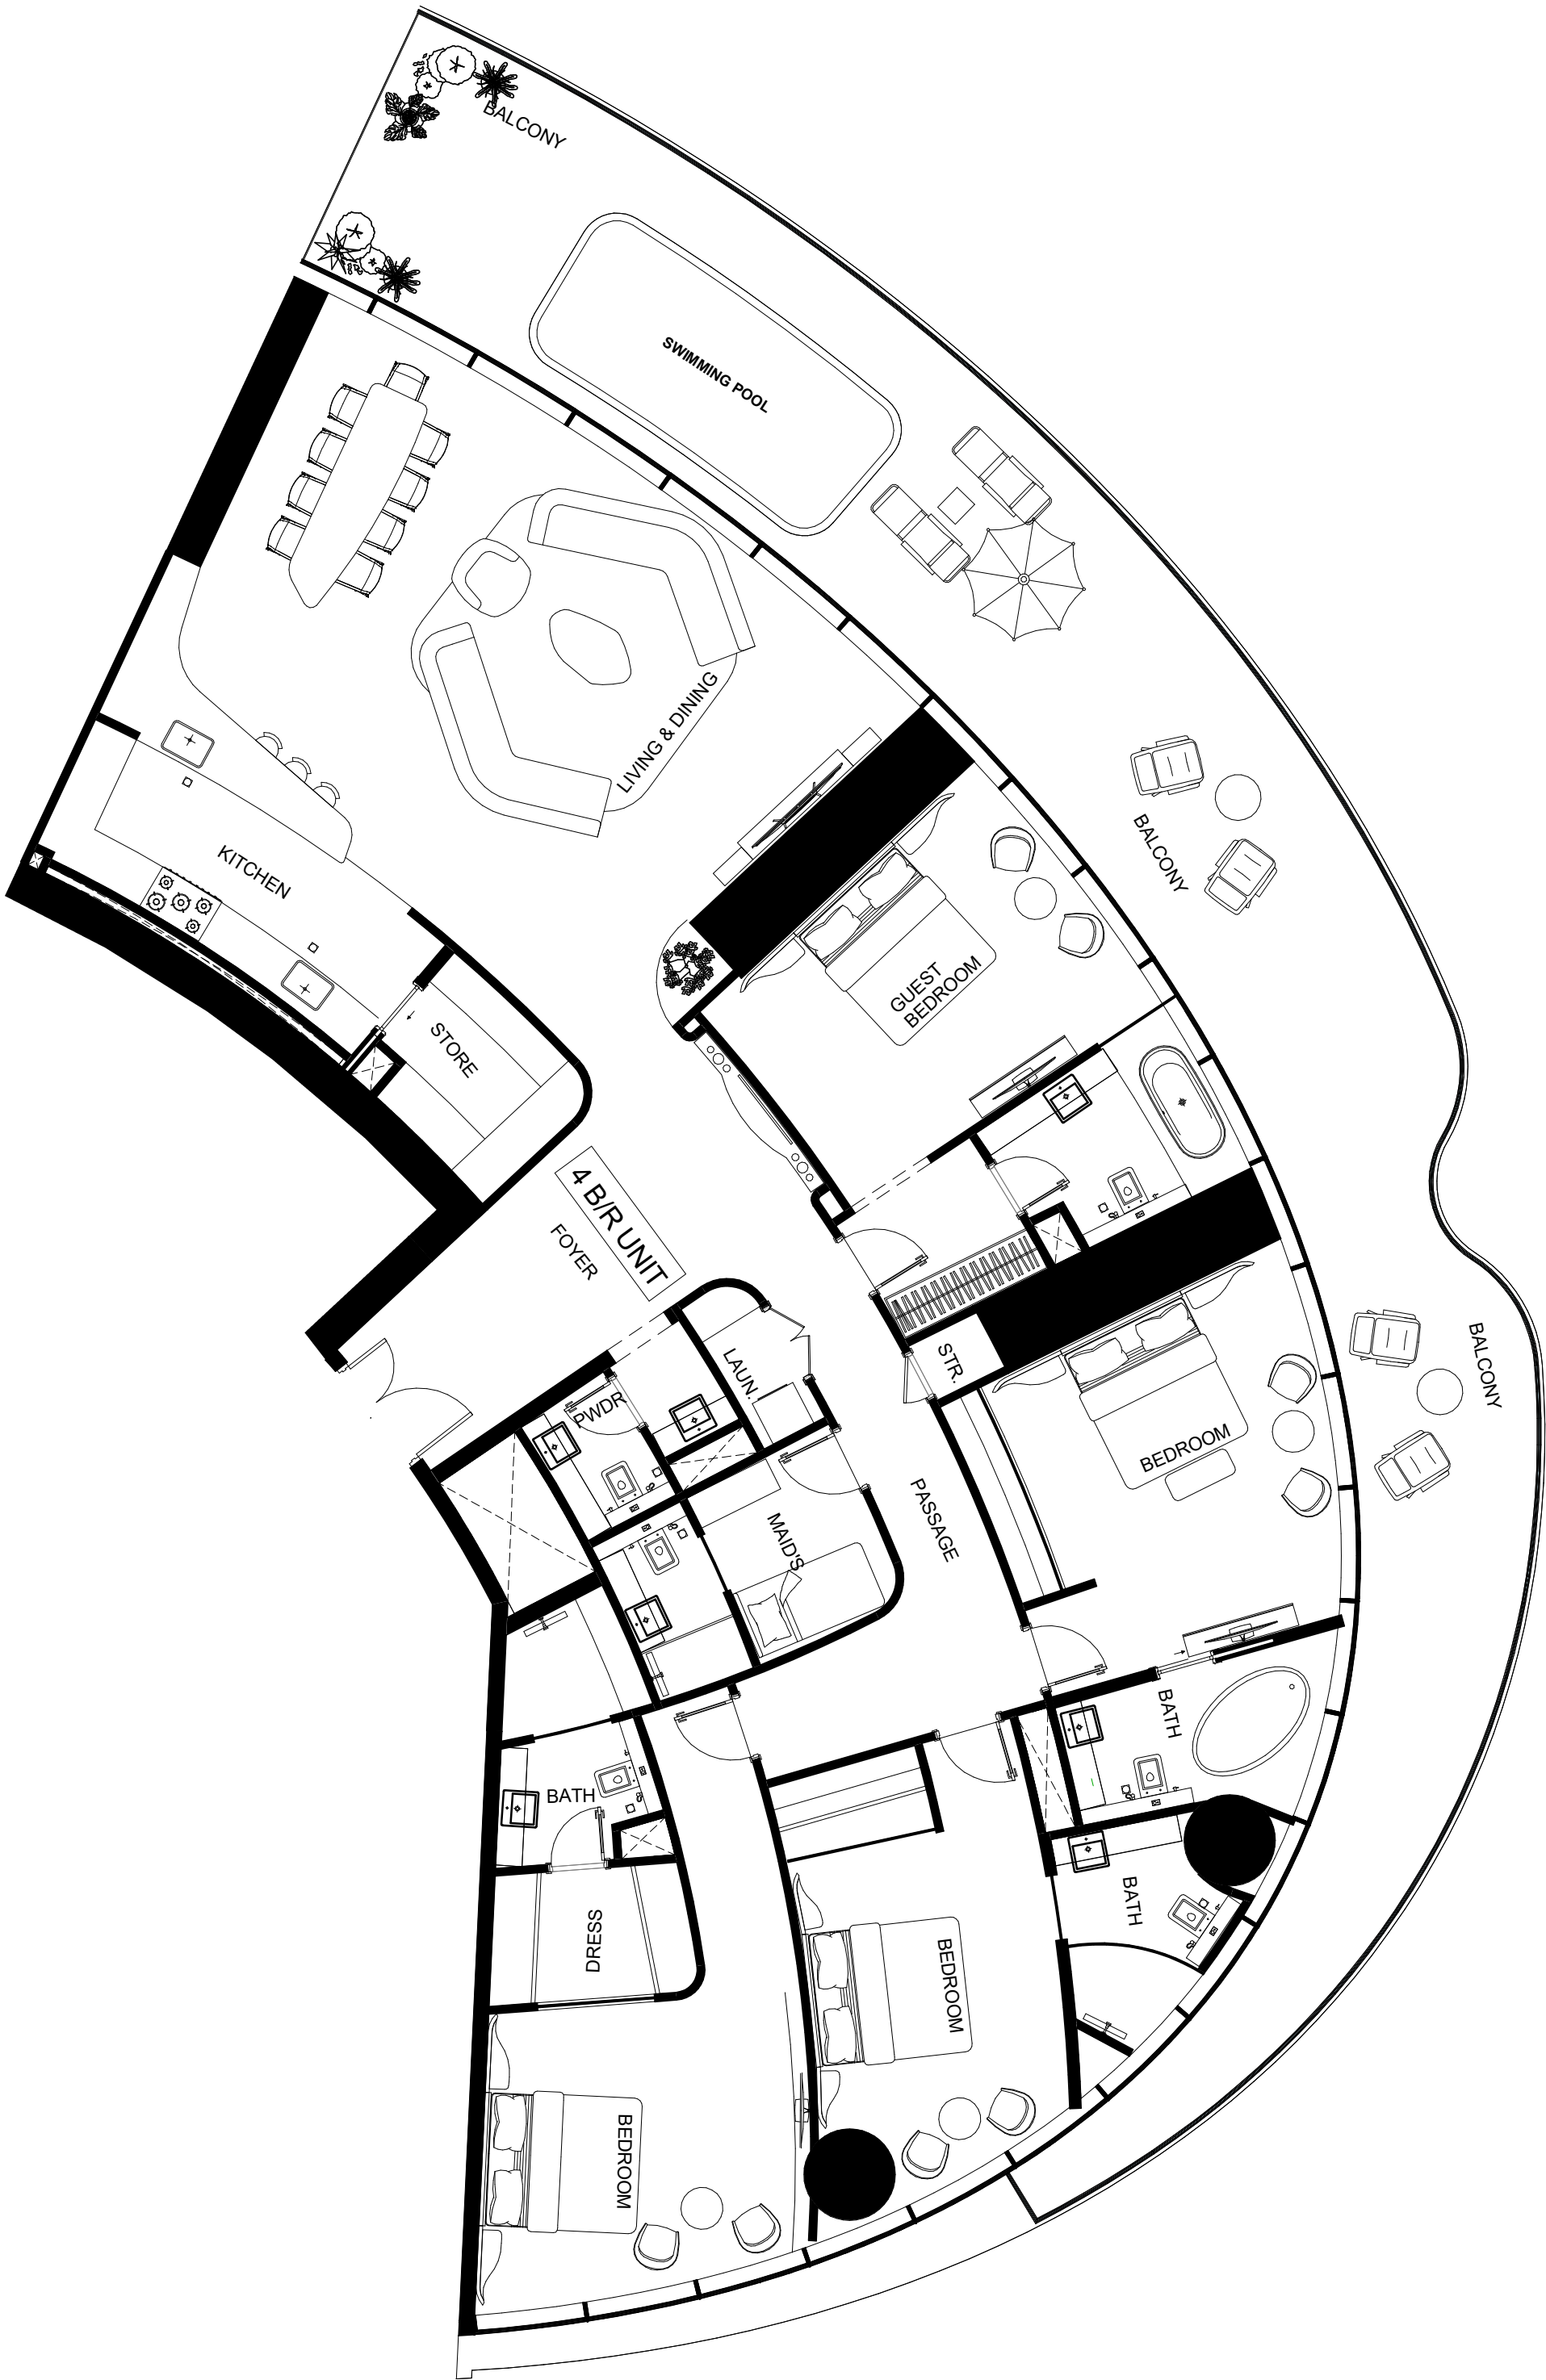 BALCONY
SWIMMING POOL
LIVING & DINING
KITCHEN
STORE
BALCONY
GUEST
BEDROOM
4 B/R UNIT
FOYER
STR.
BALCONY
LAUN.
PWDR
BEDROOM
PASSAGE
MAID'S
BATH
BATH
BATH
DRESS
BEDROOM
BEDROOM